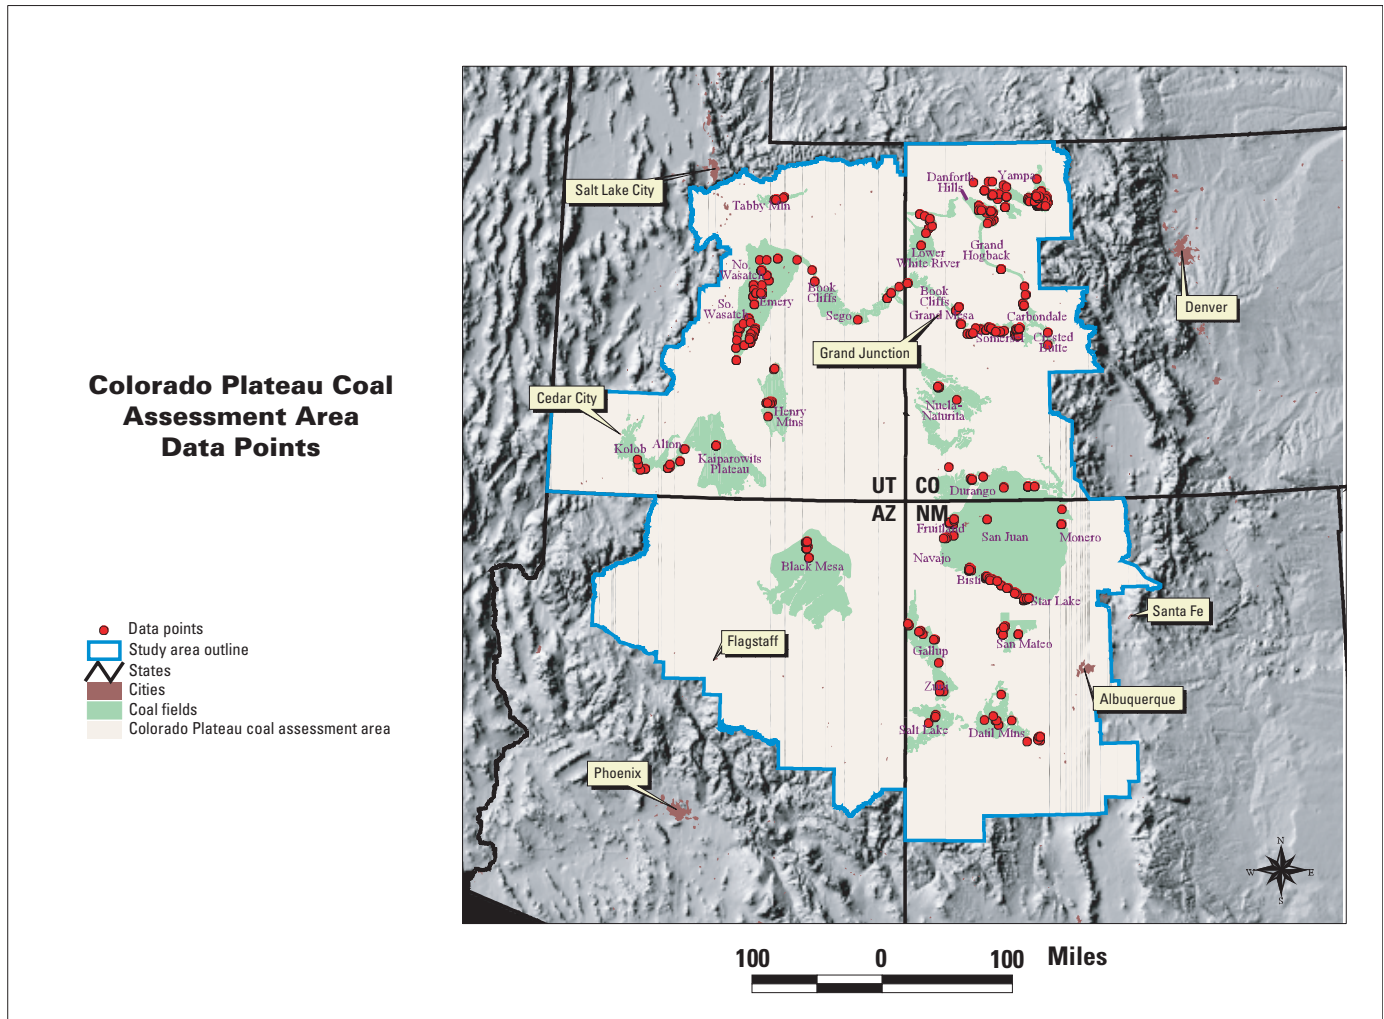 Colorado Plateau Coal
Assessment Area
Data Points
Data points
Study area outline
States
Cities
Coal fields
Colorado Plateau coal assessment area
Salt Lake City
Denver
Grand Junction
Cedar City
Flagstaff
Santa Fe
Albuquerque
Phoenix
Tabby Mtn
Danforth
Hills
Yampa
Lower
White River
Grand
Hogback
No.
Wasatch
Emery
So.
Wasatch
Book
Cliffs
Sego
Book
Cliffs
Grand Mesa
Carbondale
Somerset
Crested
Butte
Nucla
Naturita
Henry
Mtns
Kolob
Alton
Kaiparowits
Plateau
UT
CO
AZ
NM
Durango
Fruitland
San Juan
Monero
Navajo
Bisti
Star Lake
Black Mesa
San Mateo
Gallup
Zuni
Salt Lake
Datil Mtns
N
W
E
S
100 0 100 Miles